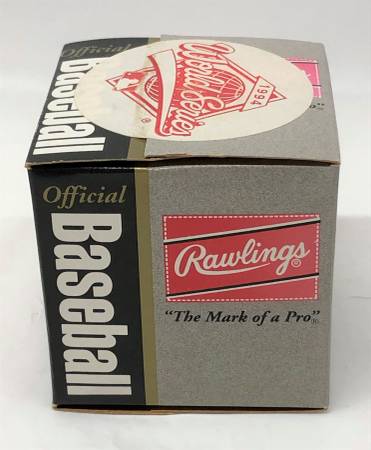 Official
Baseball
World Series
1994
®
Official
Baseball
Rawlings®
"The Mark of a Pro"